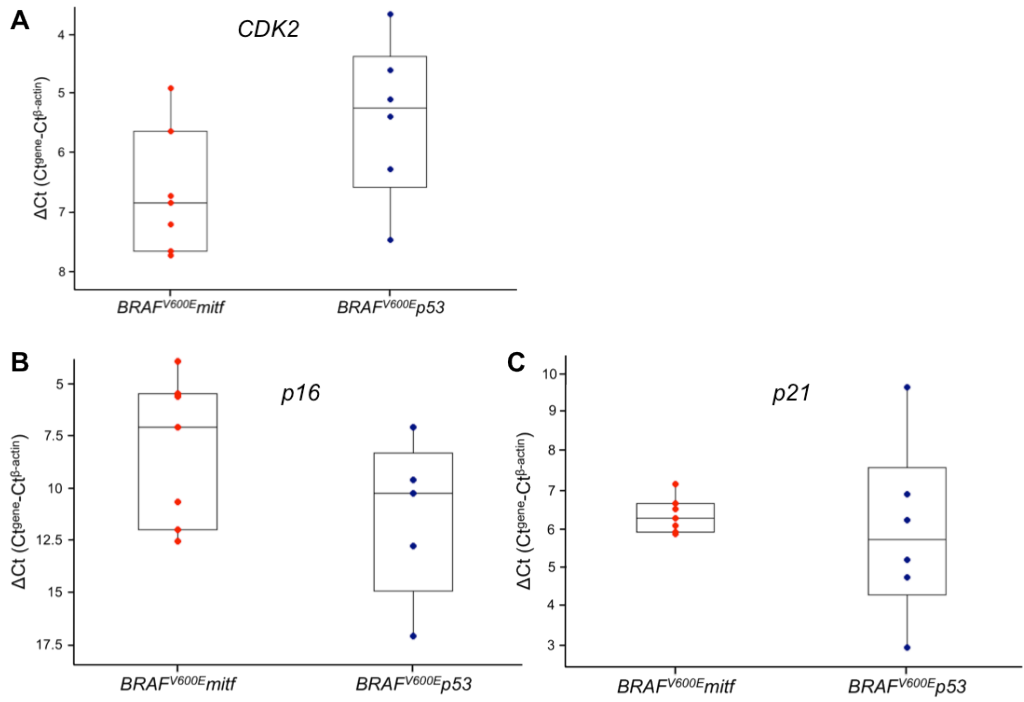 A
CDK2
ΔCt (Ctgene-Ctβ-actin)
4
5
6
7
8
BRAFV600Emitf
BRAFV600Ep53
B
p16
ΔCt (Ctgene-Ctβ-actin)
5
7.5
10
12.5
15
17.5
BRAFV600Emitf
BRAFV600Ep53
C
p21
ΔCt (Ctgene-Ctβ-actin)
10
9
8
7
6
5
4
3
BRAFV600Emitf
BRAFV600Ep53